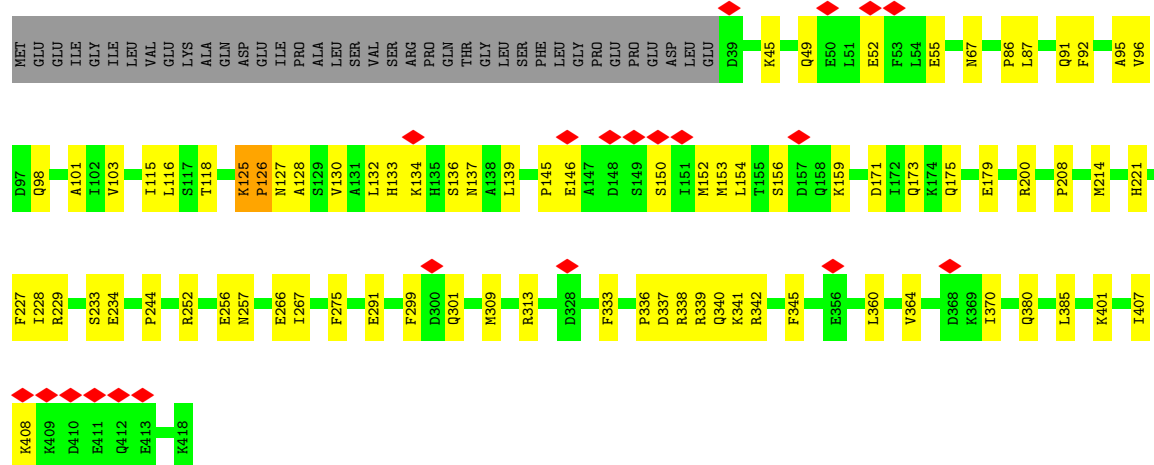 MET GLU GLU ILE GLY ILE LEU VAL GLU LYS ALA GLN ASP GLU ILE PRO ALA LEU SER VAL SER ARG PRO GLN THR GLY LEU SER PHE LEU GLY PRO GLU PRO GLU ASP LEU GLU D39 K45 Q49 E50 L51 E52 F53 L54 E55 N67 P86 L87 Q91 F92 A95 V96
D97 Q98 A101 I102 V103 I115 L116 S117 T118 K125 P126 N127 A128 S129 V130 A131 L132 H133 K134 H135 S136 N137 A138 L139 P145 E146 A147 D148 S149 S150 I151 M152 M153 L154 T155 S156 D157 Q158 K159 D171 I172 Q173 K174 Q175 E179 R200 P208 M214 H221
F227 I228 R229 S233 E234 P244 R252 E256 N257 E266 I267 F275 E291 F299 D300 Q301 M309 R313 D328 F333 P336 D337 R338 R339 Q340 K341 R342 F345 E356 L360 V364 D368 K369 I370 Q380 L385 K401 I407
K408 K409 D410 E411 Q412 E413 K418